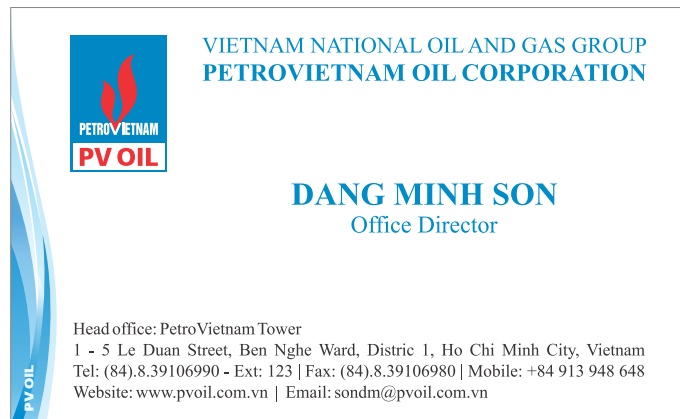 VIETNAM NATIONAL OIL AND GAS GROUP
PETROVIETNAM OIL CORPORATION
PETROVIETNAM
PV OIL
DANG MINH SON
Office Director
Head office: PetroVietnam Tower
1 - 5 Le Duan Street, Ben Nghe Ward, Distric 1, Ho Chi Minh City, Vietnam
Tel: (84).8.39106990 - Ext: 123 | Fax: (84).8.39106980 | Mobile: +84 913 948 648
Website: www.pvoil.com.vn | Email: sondm@pvoil.com.vn
PV OIL